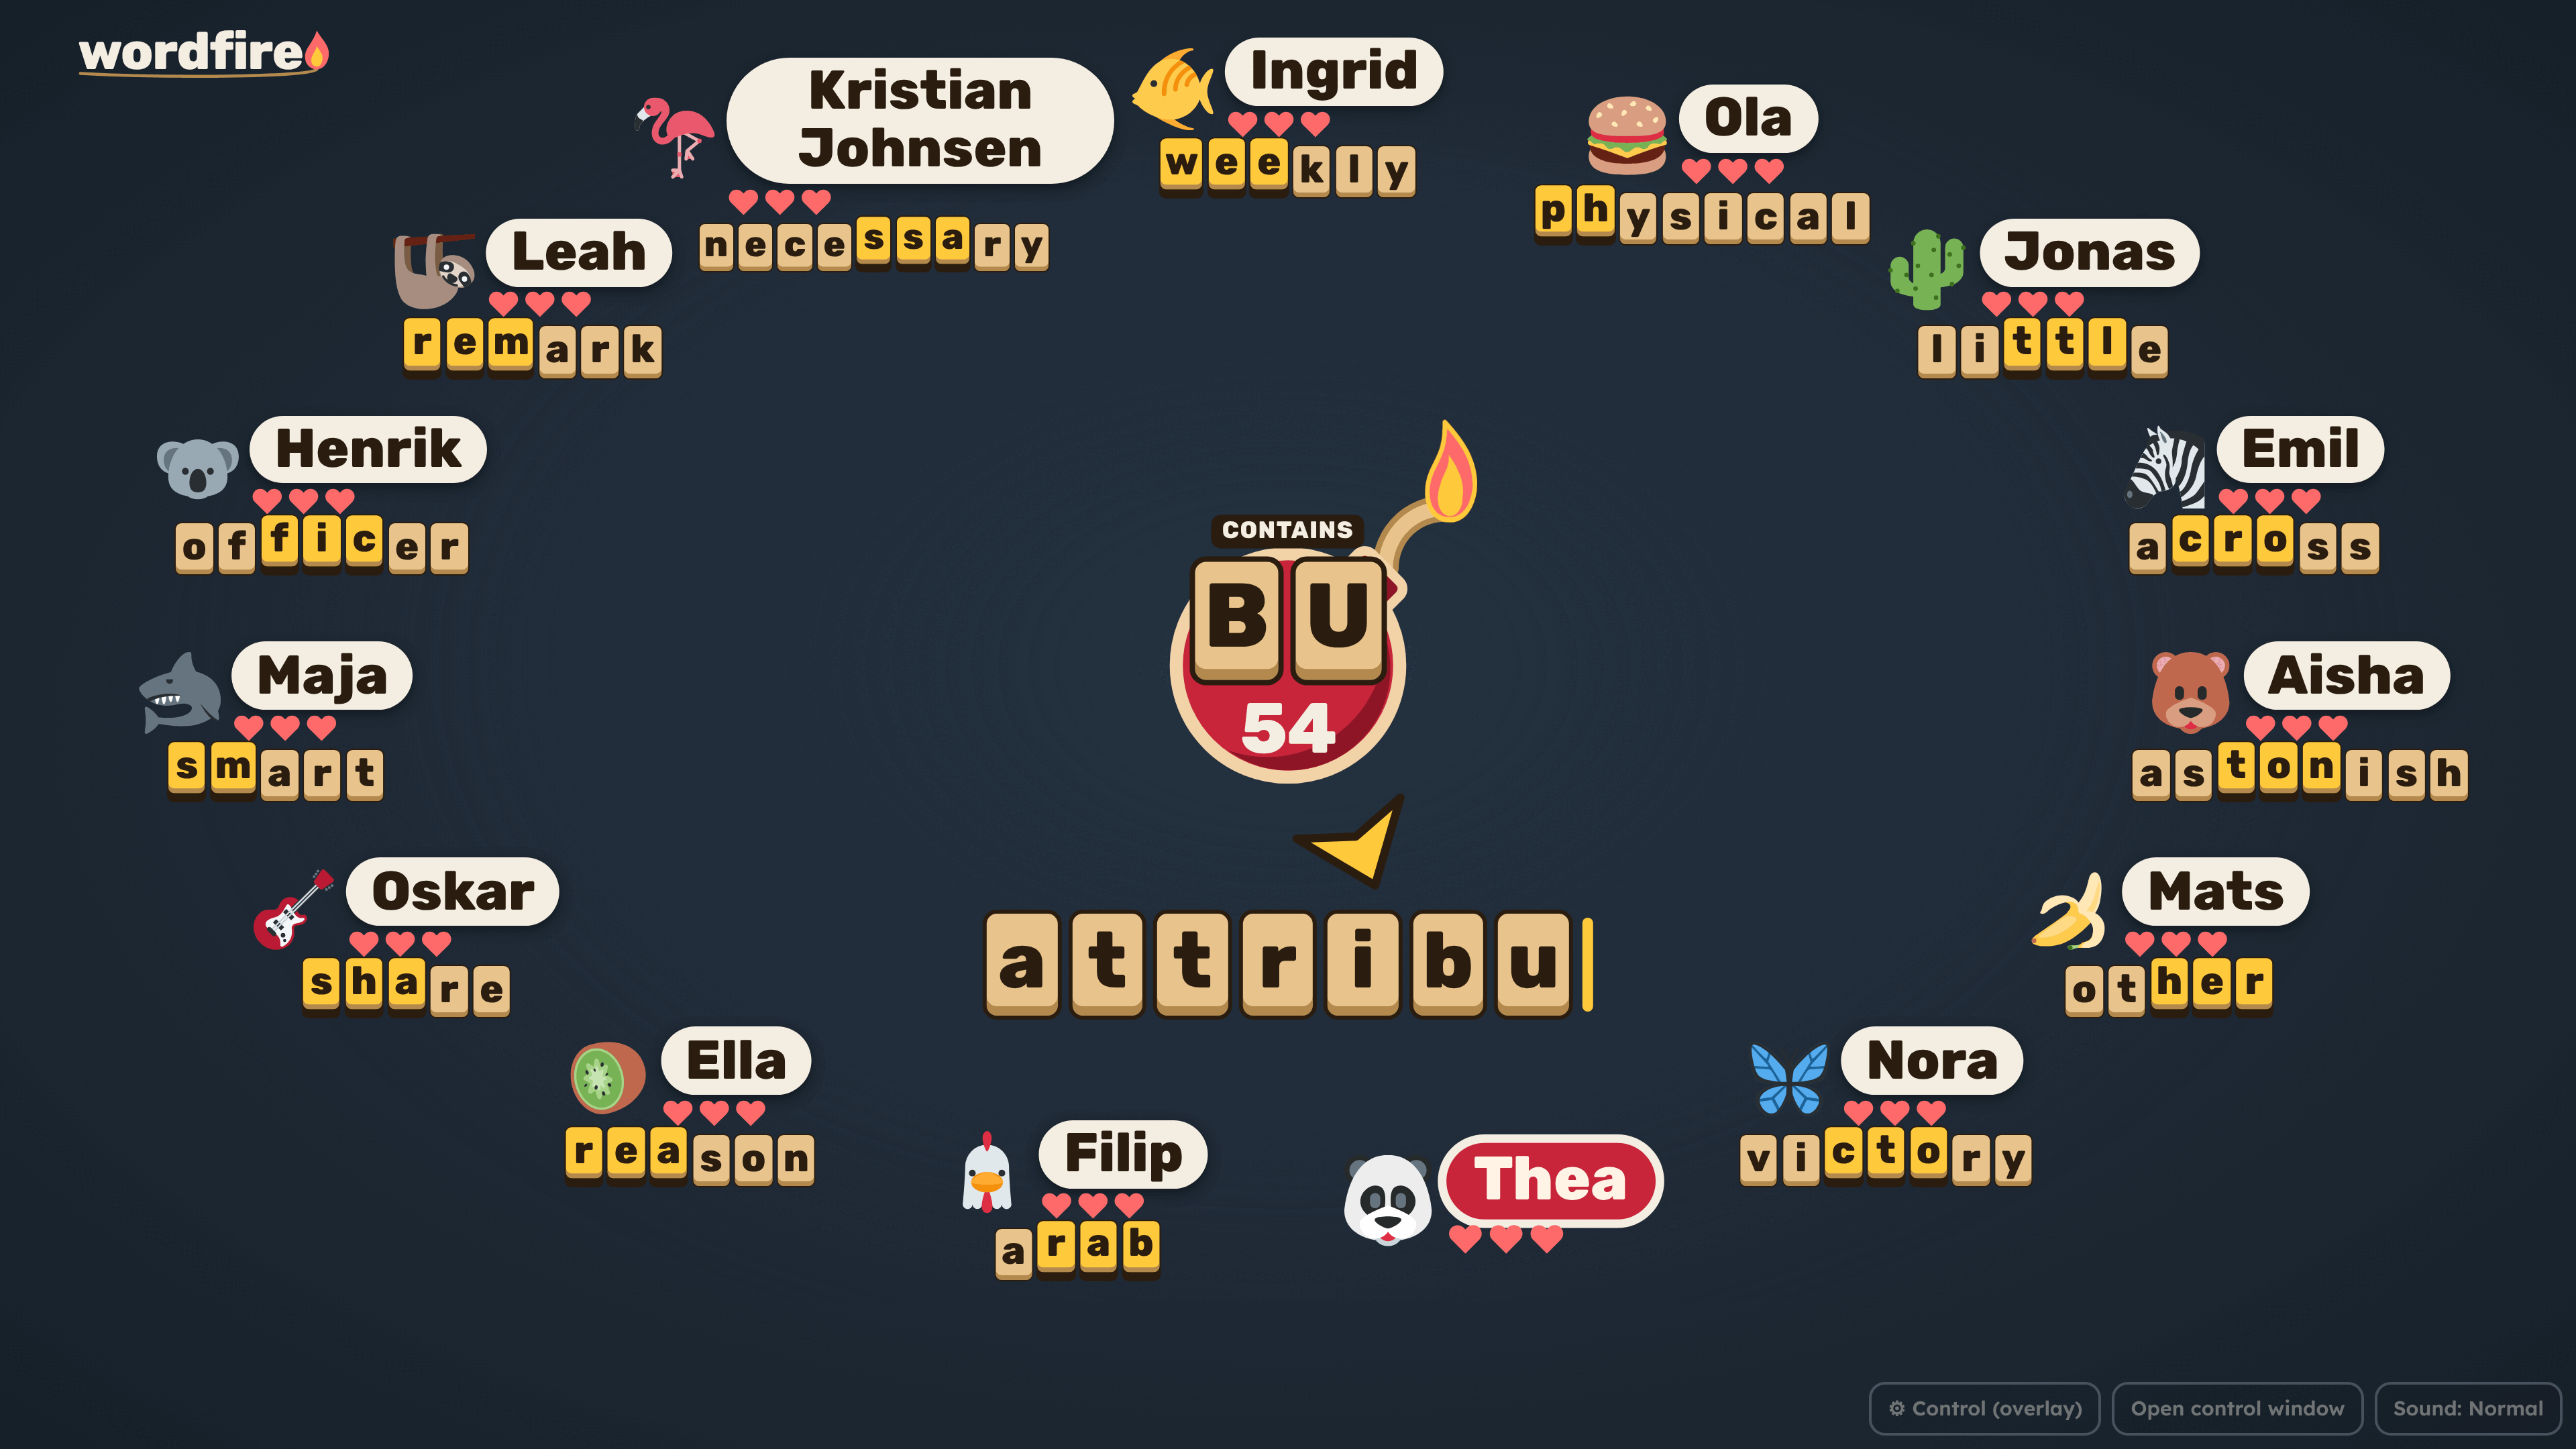 wordfire
Kristian
Johnsen
necessary
Ingrid
weekly
Ola
physical
Leah
remark
Jonas
little
Henrik
officer
Emil
across
CONTAINS
BU
54
Maja
smart
Aisha
astonish
Oskar
share
attribu
Mats
other
Ella
reason
Nora
victory
Filip
arab
Thea
⚙ Control (overlay)
Open control window
Sound: Normal